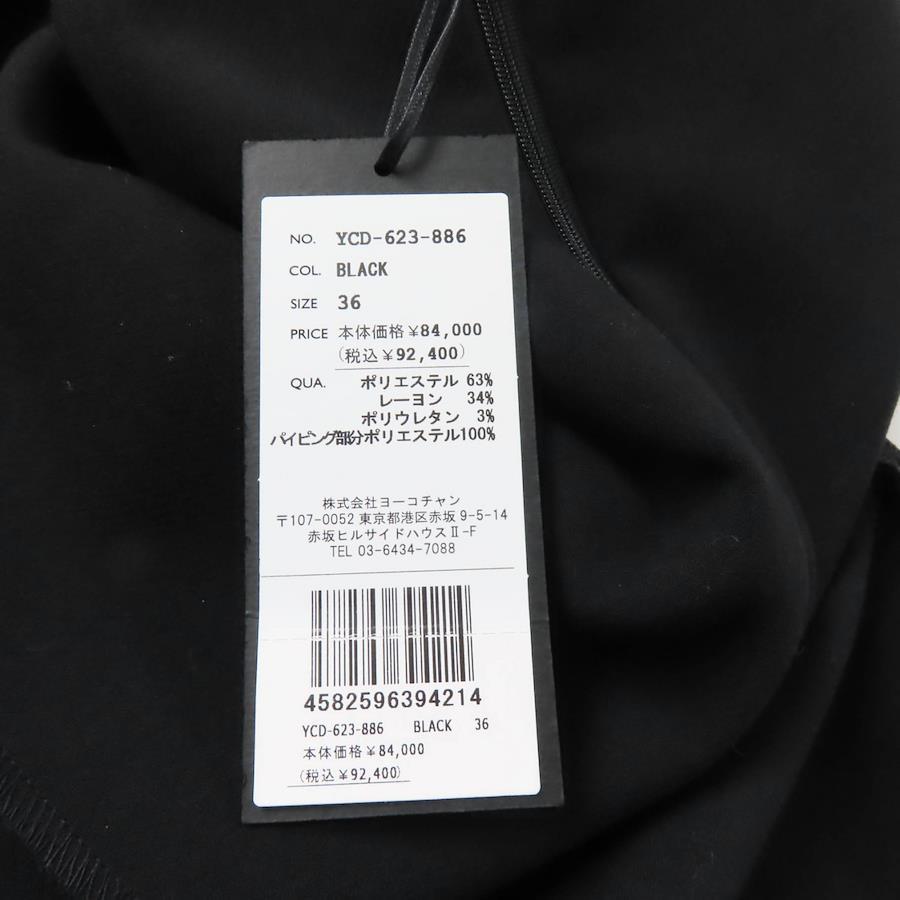 NO. YCD-623-886
COL. BLACK
SIZE 36
PRICE 本体価格¥84,000
(税込¥92,400)
QUA. ポリエステル 63%
レーヨン 34%
ポリウレタン 3%
パイピング部分ポリエステル100%
株式会社ヨーコチャン
〒107-0052 東京都港区赤坂 9-5-14
赤坂ヒルサイドハウスⅡ-F
TEL 03-6434-7088
4582596394214
YCD-623-886 BLACK 36
本体価格¥84,000
(税込¥92,400)